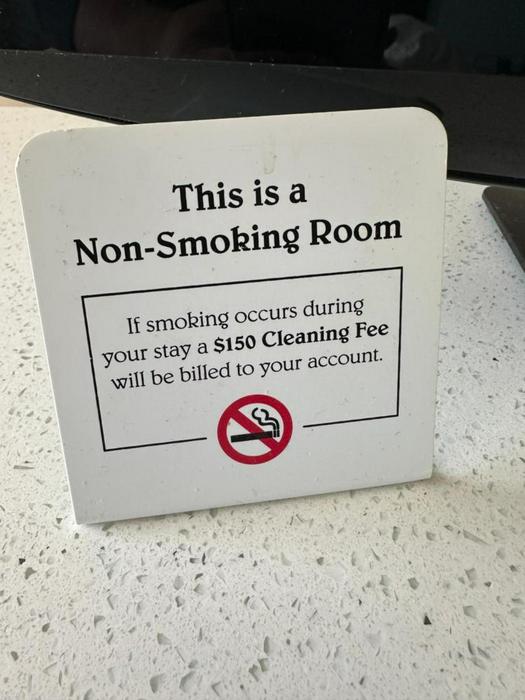 This is a
Non-Smoking Room
If smoking occurs during
your stay a $150 Cleaning Fee
will be billed to your account.